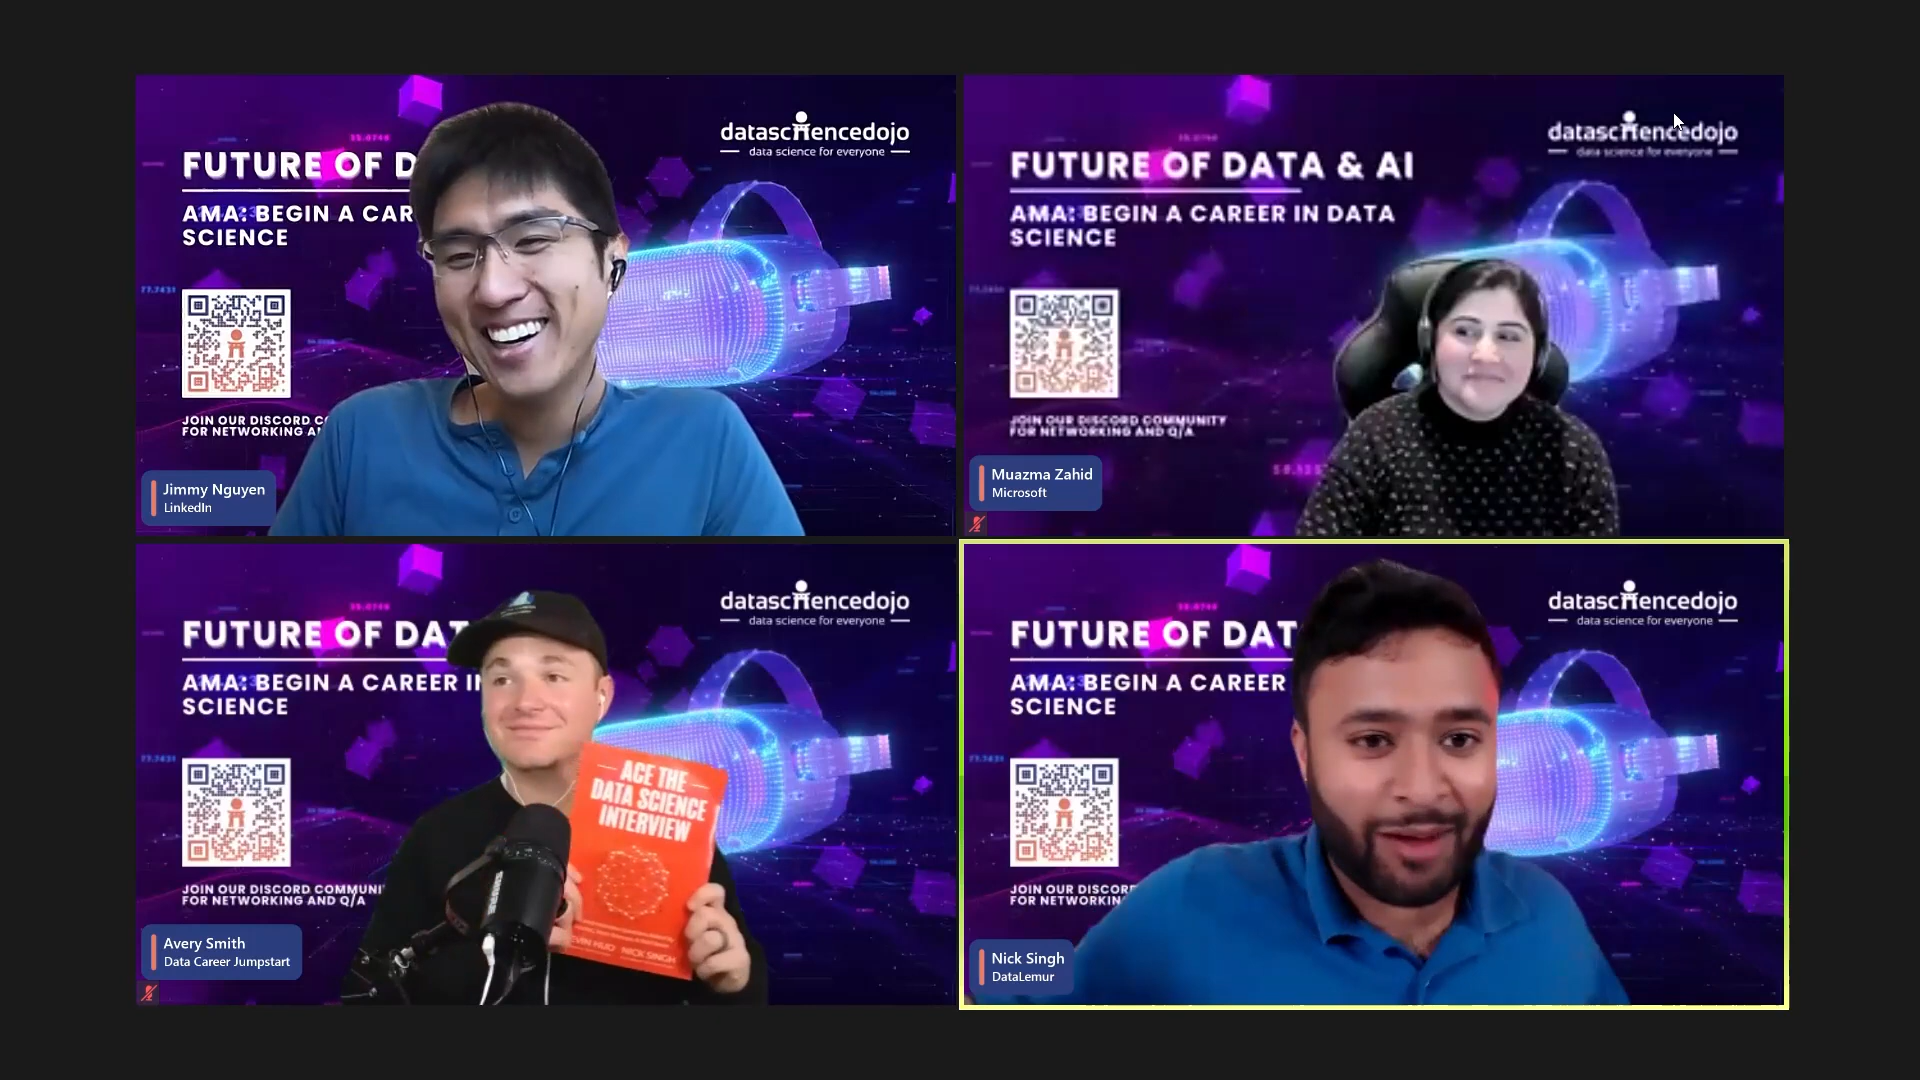 datasciencedojo
data science for everyone
FUTURE OF D
AMA: BEGIN A CAR
SCIENCE
JOIN OUR DISCORD CO
FOR NETWORKING A
Jimmy Nguyen
LinkedIn
datasciencedojo
data science for everyone
FUTURE OF DATA & AI
AMA: BEGIN A CAREER IN DATA
SCIENCE
JOIN OUR DISCORD COMMUNITY
FOR NETWORKING AND Q/A
Muazma Zahid
Microsoft
datasciencedojo
data science for everyone
FUTURE OF DAT
AMA: BEGIN A CAREER IN
SCIENCE
JOIN OUR DISCORD COMMUNI
FOR NETWORKING AND Q/A
ACE THE
DATA SCIENCE
INTERVIEW
EVIN HUO NICK SINGH
SHURE
Avery Smith
Data Career Jumpstart
datasciencedojo
data science for everyone
FUTURE OF DAT
AMA: BEGIN A CAREER
SCIENCE
JOIN OUR DISCOR
FOR NETWORKIN
Nick Singh
DataLemur